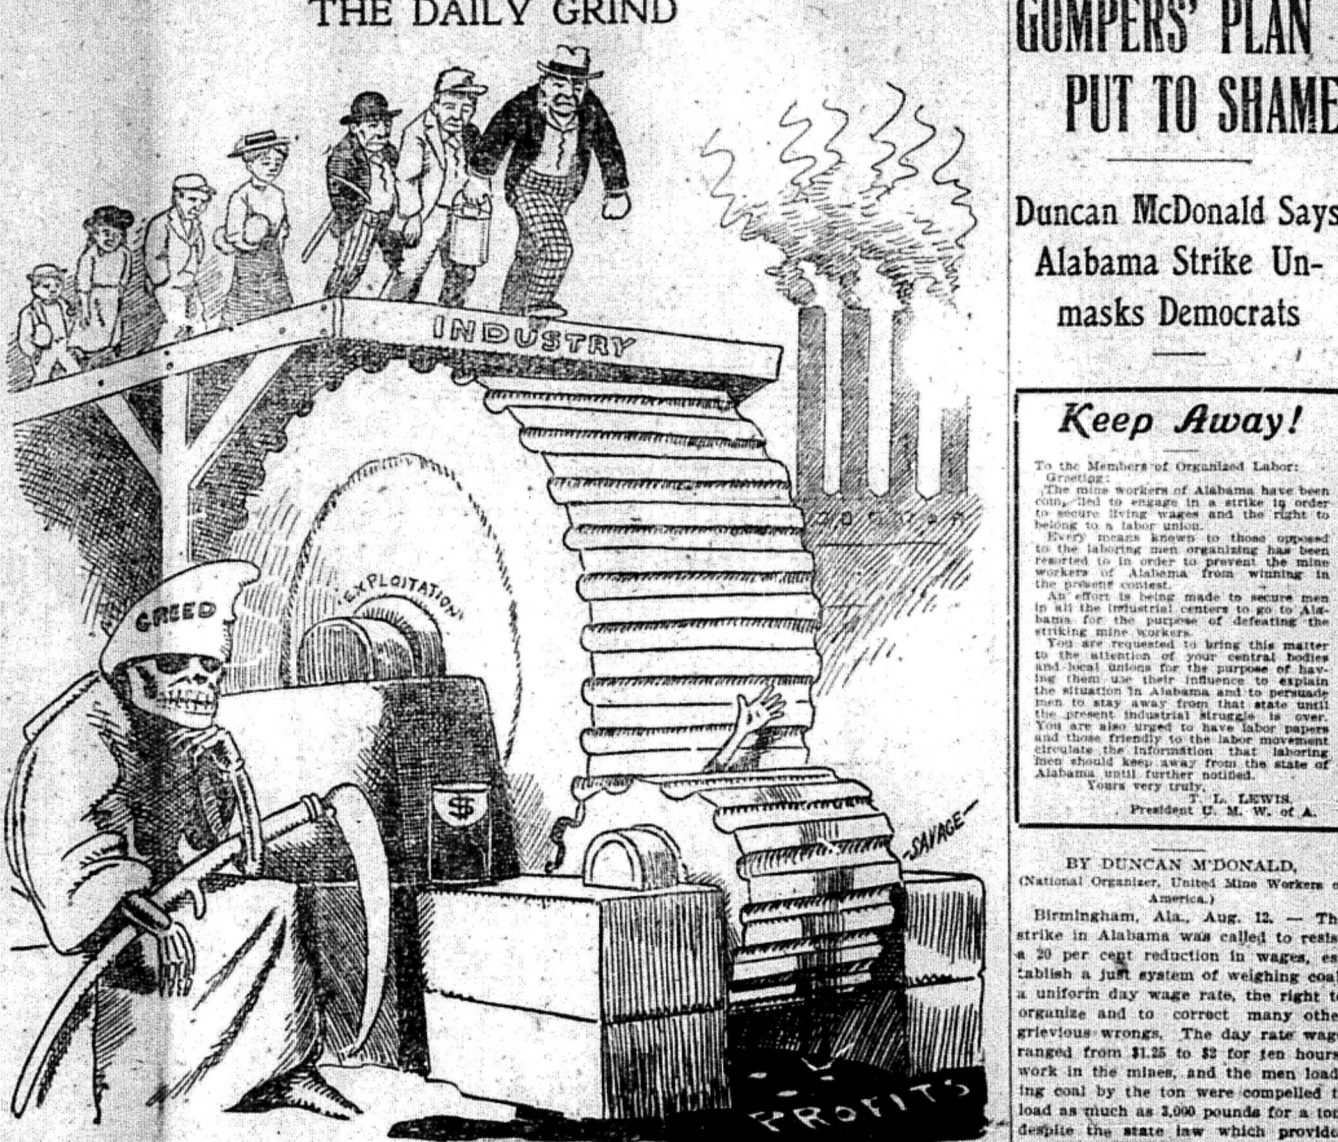 THE DAILY GRIND
INDUSTRY
"EXPLOITATION"
GREED
$
-SAVAGE-
PROFITS
GOMPERS' PLAN
PUT TO SHAME
Duncan McDonald Says
Alabama Strike Un-
masks Democrats
Keep Away!
To the Members of Organized Labor:
Greeting:
The mine workers of Alabama have been
to engage in a strike in order
to secure living wages and the right to
belong to a labor union.
Every means known to those opposed
to the laboring men organizing has been
resorted to in order to prevent the mine
workers of Alabama from winning in
the present contest.
An effort is being made to secure men
in all the industrial centers to go to Ala-
bama for the purpose of defeating the
striking mine workers.
You are requested to bring this matter
to the attention of your central bodies
and local unions for the purpose of hav-
ing them use their influence to explain
the situation in Alabama and to persuade
men to stay away from that state until
the present industrial struggle is over.
You are also urged to have labor papers
and those friendly to the labor movement
circulate the information that laboring
men should keep away from the state of
Alabama until further notified.
Yours very truly,
T. L. LEWIS
President U. M. W. of A.
BY DUNCAN M'DONALD,
(National Organizer, United Mine Workers o
America.)
Birmingham, Ala., Aug. 12. — Th
strike in Alabama was called to resis
a 20 per cent reduction in wages, es
tablish a just system of weighing coal
a uniform day wage rate, the right t
organize and to correct many othe
grievious wrongs. The day rate wag
ranged from $1.25 to $2 for ten hours
work in the mines, and the men load
ing coal by the ton were compelled t
load as much as 3,000 pounds for a ton
despite the state law which provide